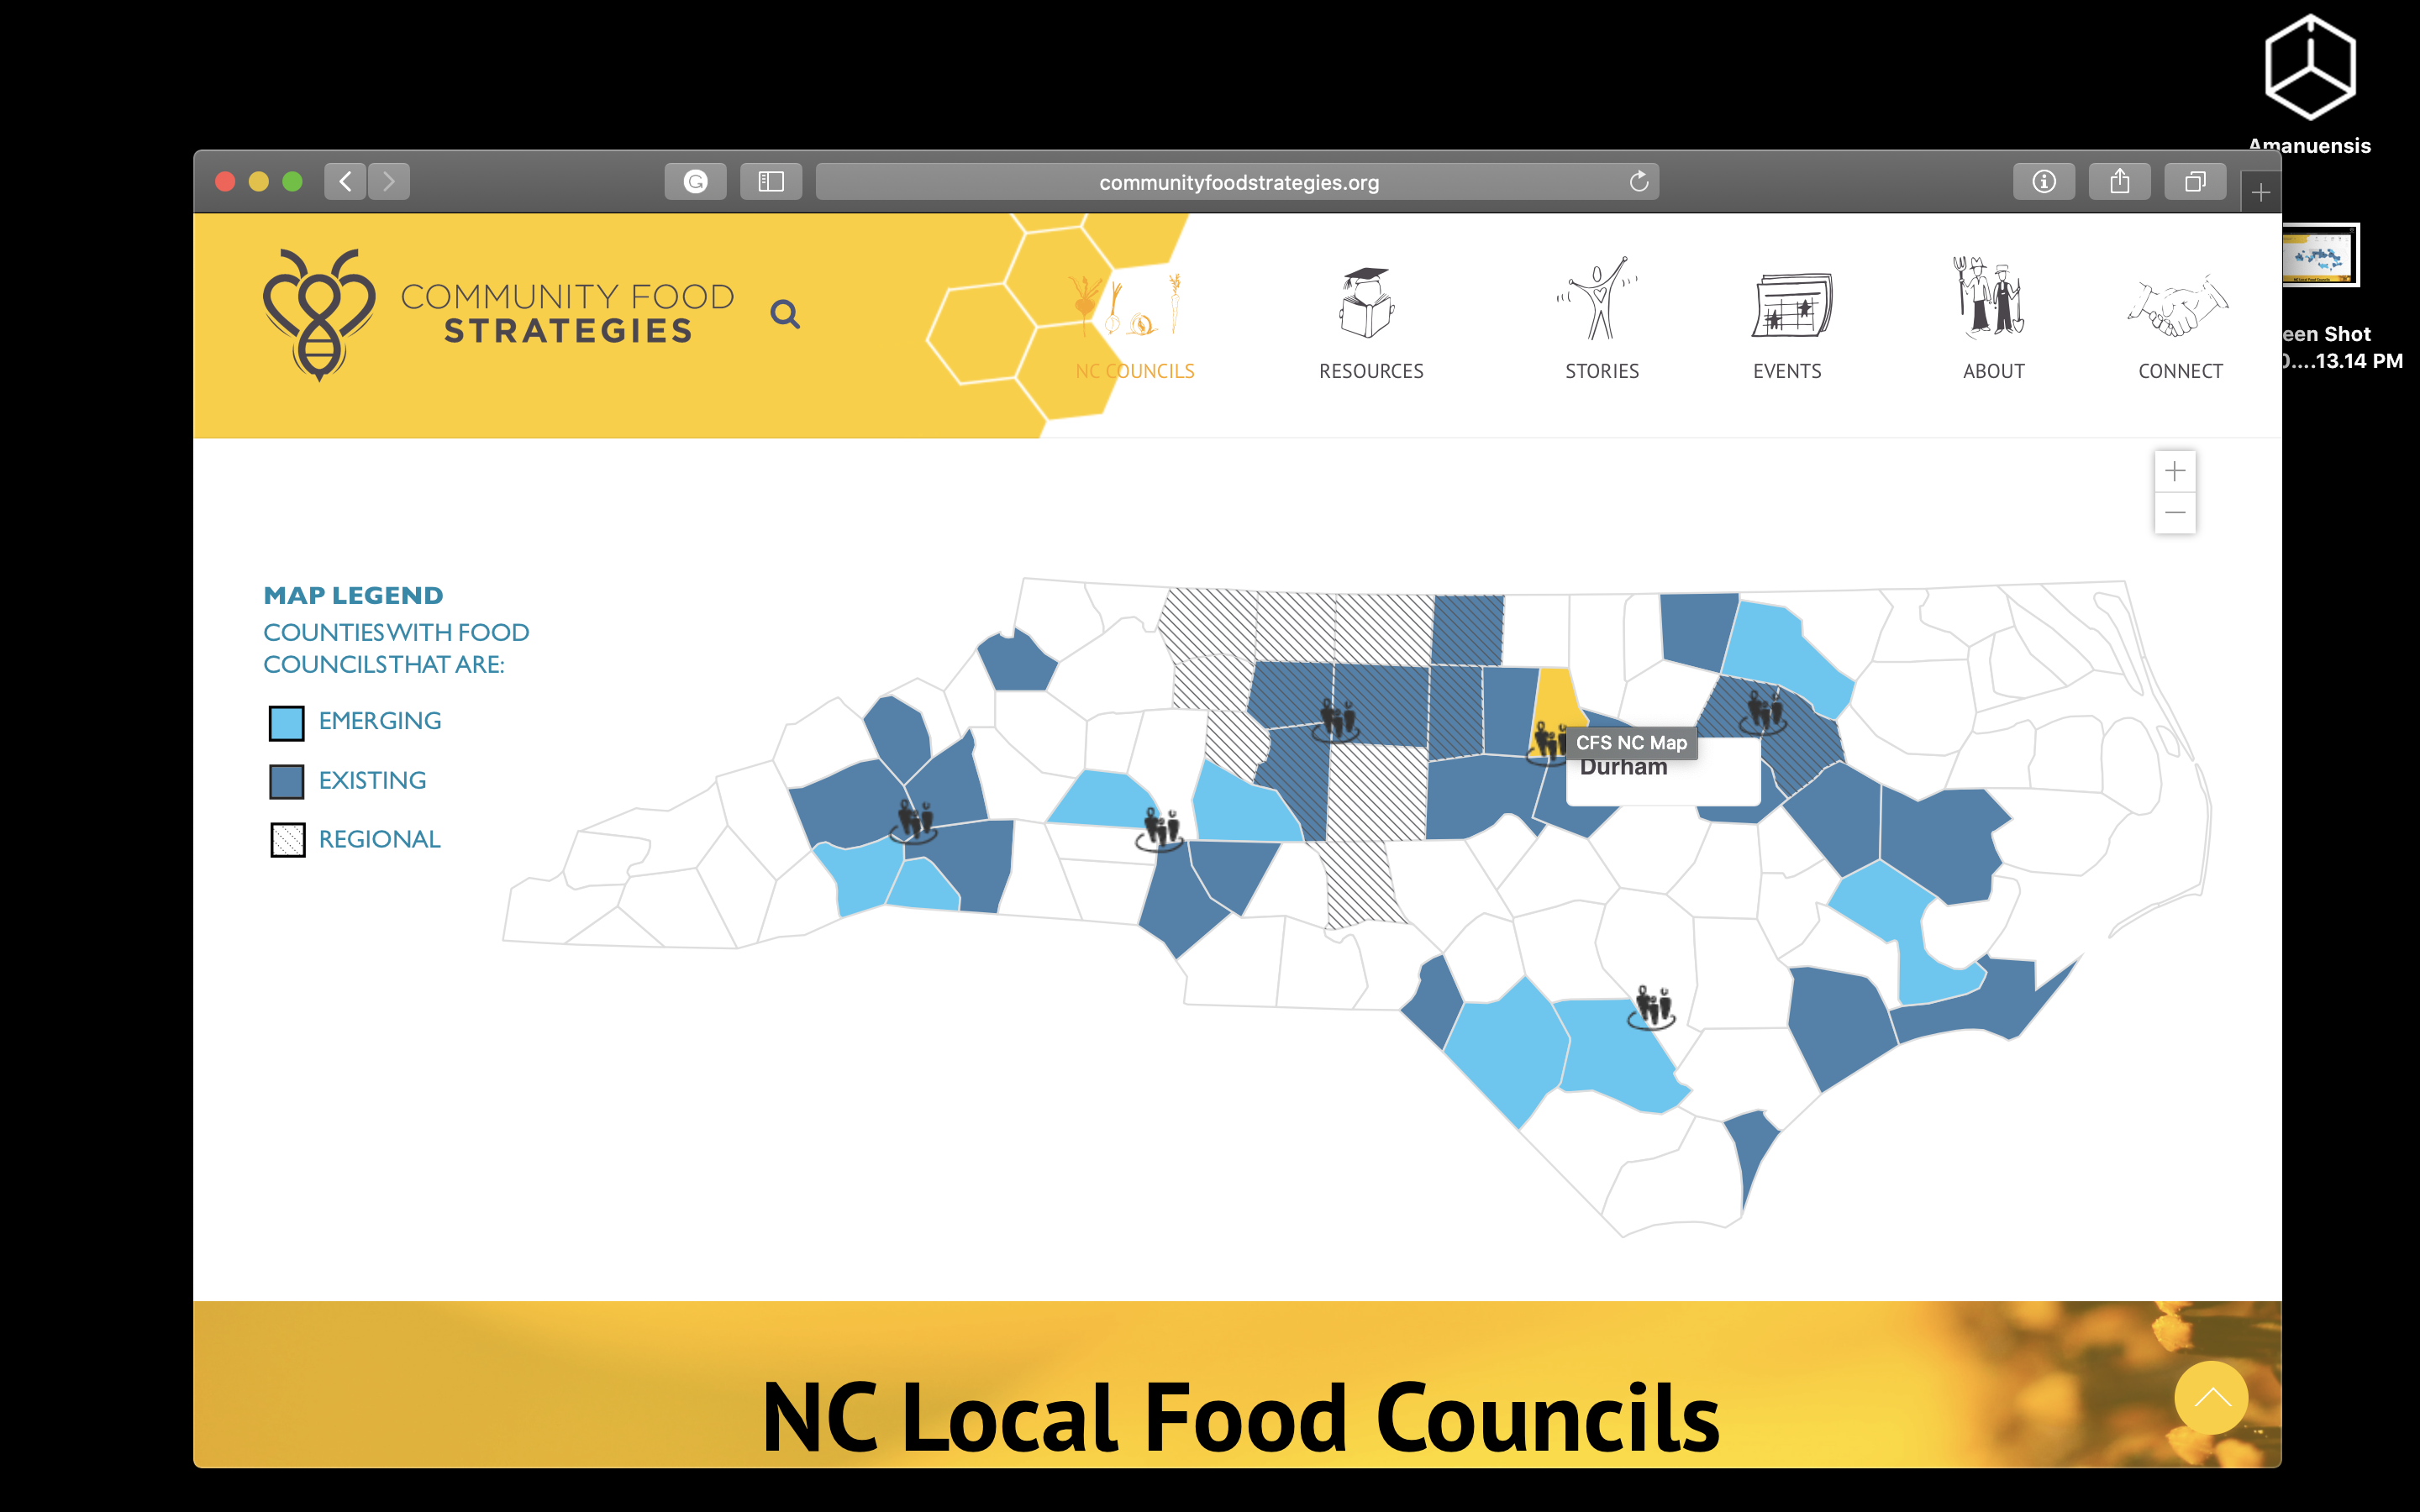 Amanuensis
communityfoodstrategies.org
COMMUNITY FOOD
STRATEGIES
NC COUNCILS
RESOURCES
STORIES
EVENTS
ABOUT
CONNECT
een Shot
....13.14 PM
MAP LEGEND
COUNTIES WITH FOOD
COUNCILS THAT ARE:
EMERGING
EXISTING
REGIONAL
CFS NC Map
Durham
NC Local Food Councils